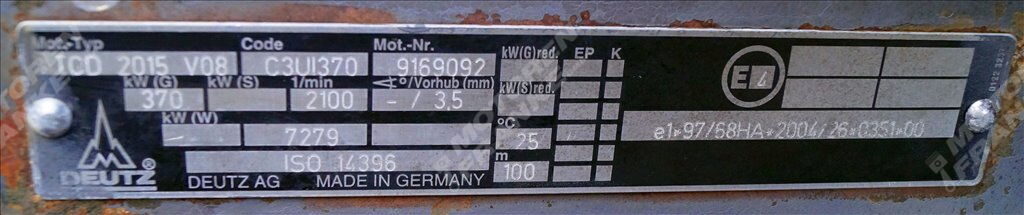 Mot.-Typ Code Mot.-Nr. kW(G)red. EP K
TCD 2015 V08 C3UI370 9169092
kW(G) kW(S) 1/min °/Vorhub (mm) kW(S)red.
370 2100 -/ 3,5
kW(W) °C
- 7279 25
ISO 14396 m
100
DEUTZ DEUTZ AG MADE IN GERMANY
E4
e1*97/68HA*2004/26*0351*00